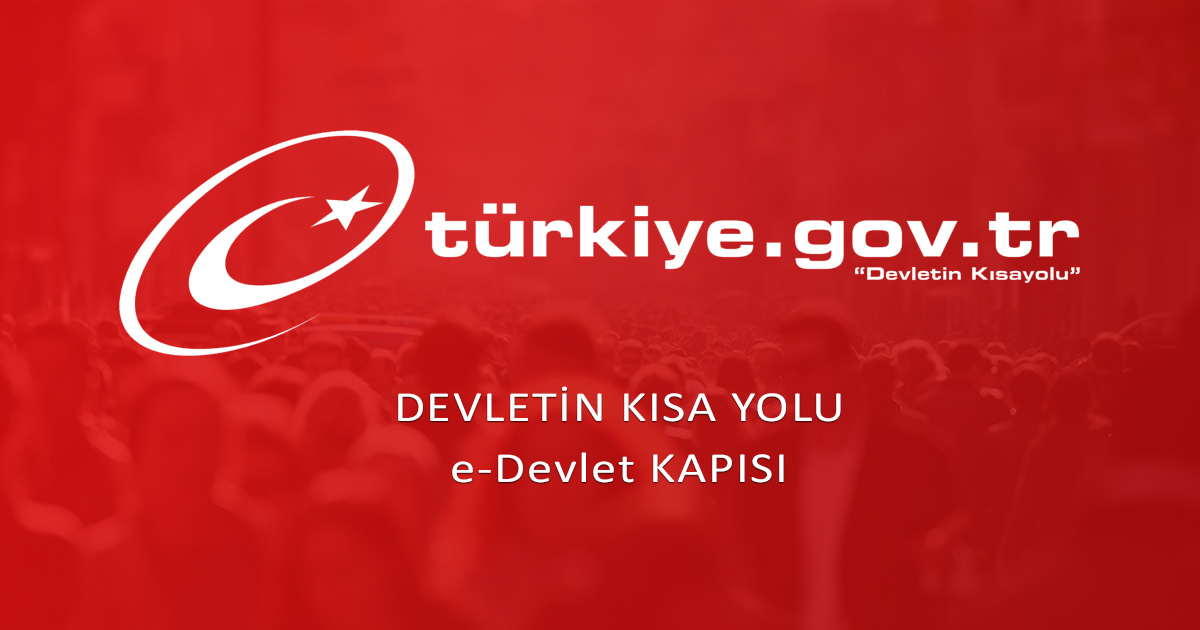 türkiye.gov.tr
“Devletin Kısayolu”
DEVLETİN KISA YOLU
e-Devlet KAPISI